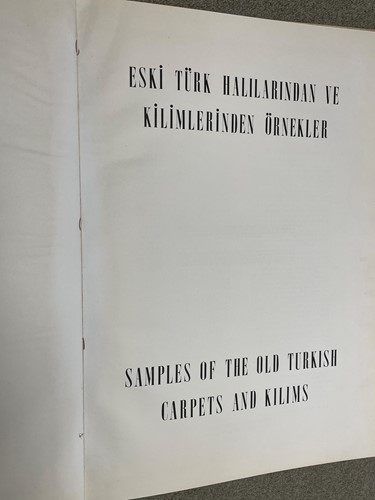 ESKİ TÜRK HALILARINDAN VE
KİLİMLERİNDEN ÖRNEKLER
SAMPLES OF THE OLD TURKISH
CARPETS AND KILIMS